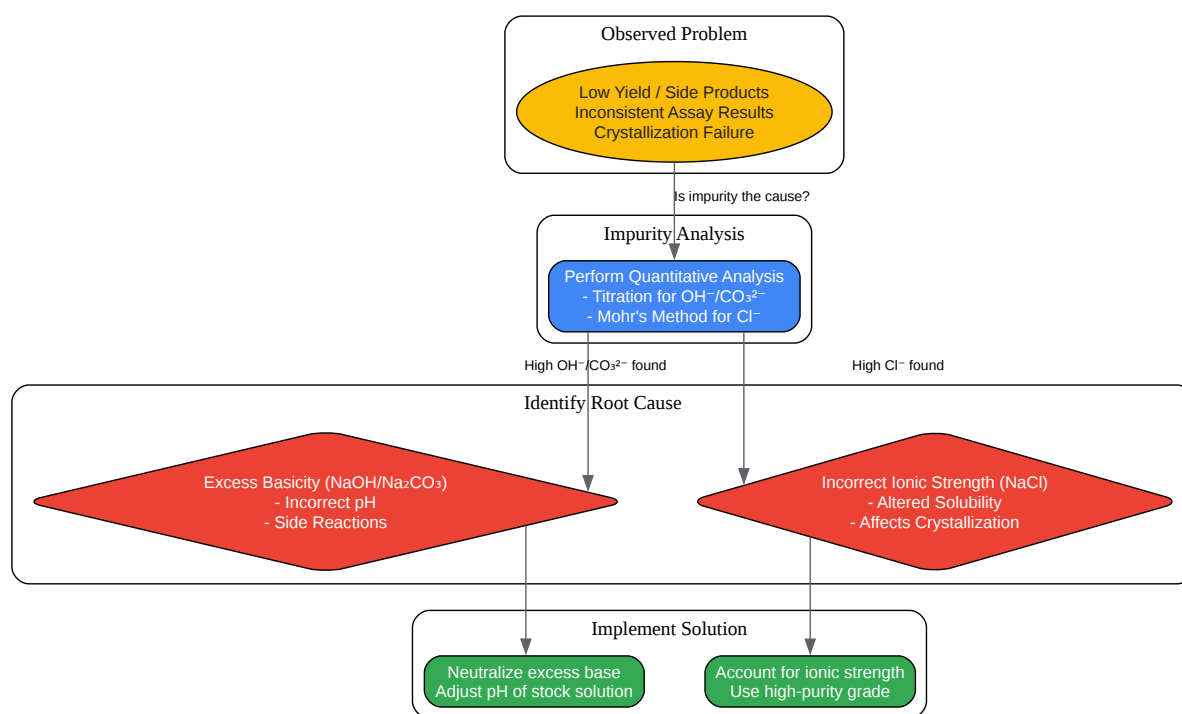 Observed Problem
Low Yield / Side Products
Inconsistent Assay Results
Crystallization Failure
Is impurity the cause?
Impurity Analysis
Perform Quantitative Analysis
- Titration for OH⁻/CO₃²⁻
- Mohr's Method for Cl⁻
High OH⁻/CO₃²⁻ found
High Cl⁻ found
Identify Root Cause
Excess Basicity (NaOH/Na₂CO₃)
- Incorrect pH
- Side Reactions
Incorrect Ionic Strength (NaCl)
- Altered Solubility
- Affects Crystallization
Implement Solution
Neutralize excess base
Adjust pH of stock solution
Account for ionic strength
Use high-purity grade